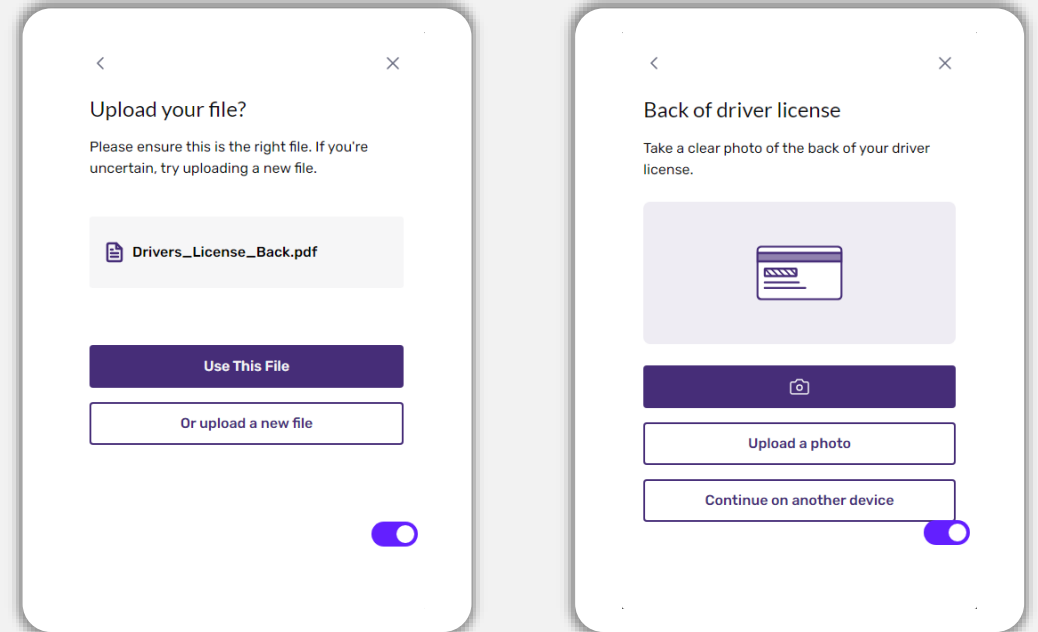 Upload your file?
Please ensure this is the right file. If you're
uncertain, try uploading a new file.
Drivers_License_Back.pdf
Use This File
Or upload a new file
Back of driver license
Take a clear photo of the back of your driver
license.
Upload a photo
Continue on another device